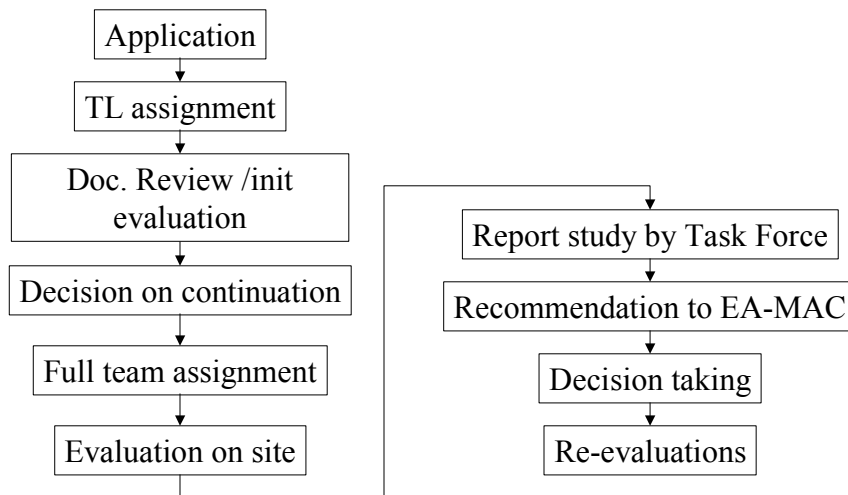 Application
TL assignment
Doc. Review /init
evaluation
Decision on continuation
Full team assignment
Evaluation on site
Report study by Task Force
Recommendation to EA-MAC
Decision taking
Re-evaluations